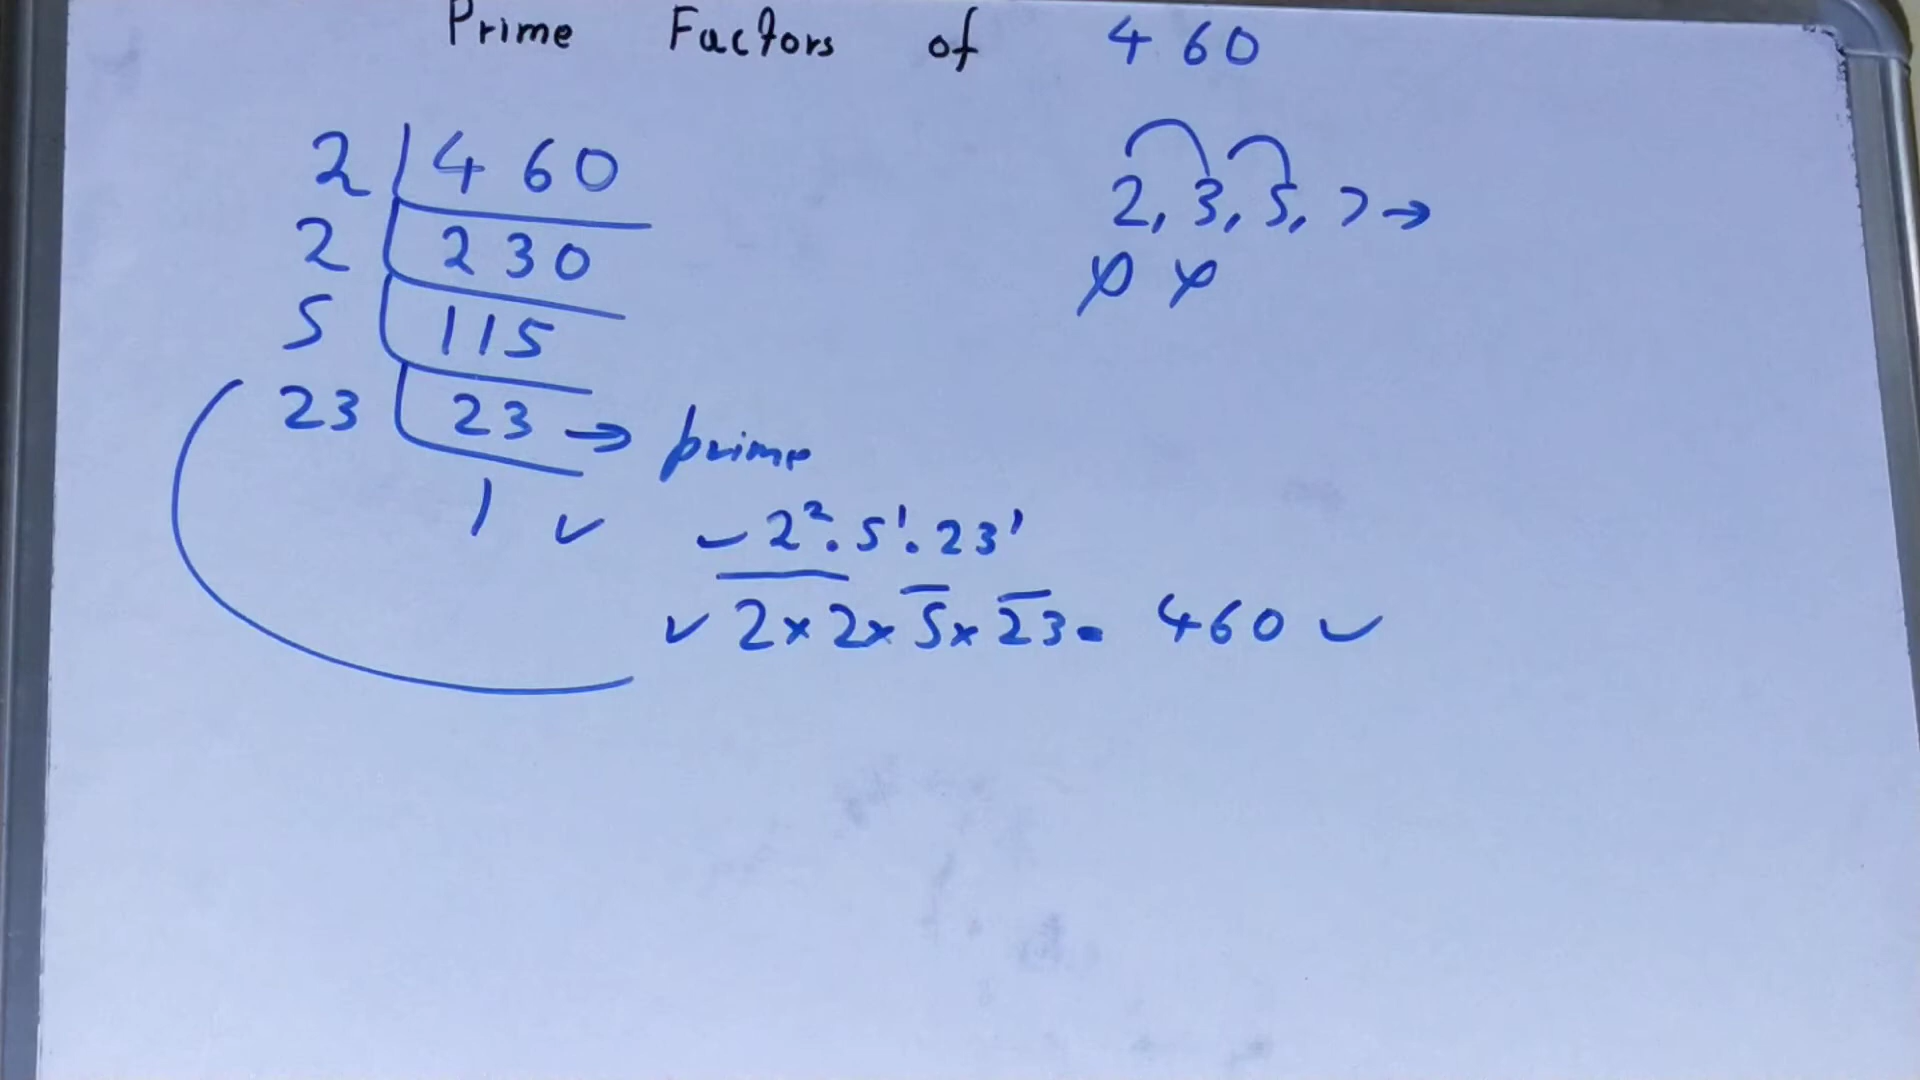 Prime Factors of 460
2 | 460
2 | 230
5 | 115
23 | 23 → prime
1 ✓
2, 3, 5, 7 →
✓ 2². 5¹. 23¹
✓ 2 x 2 x 5 x 23 = 460 ✓